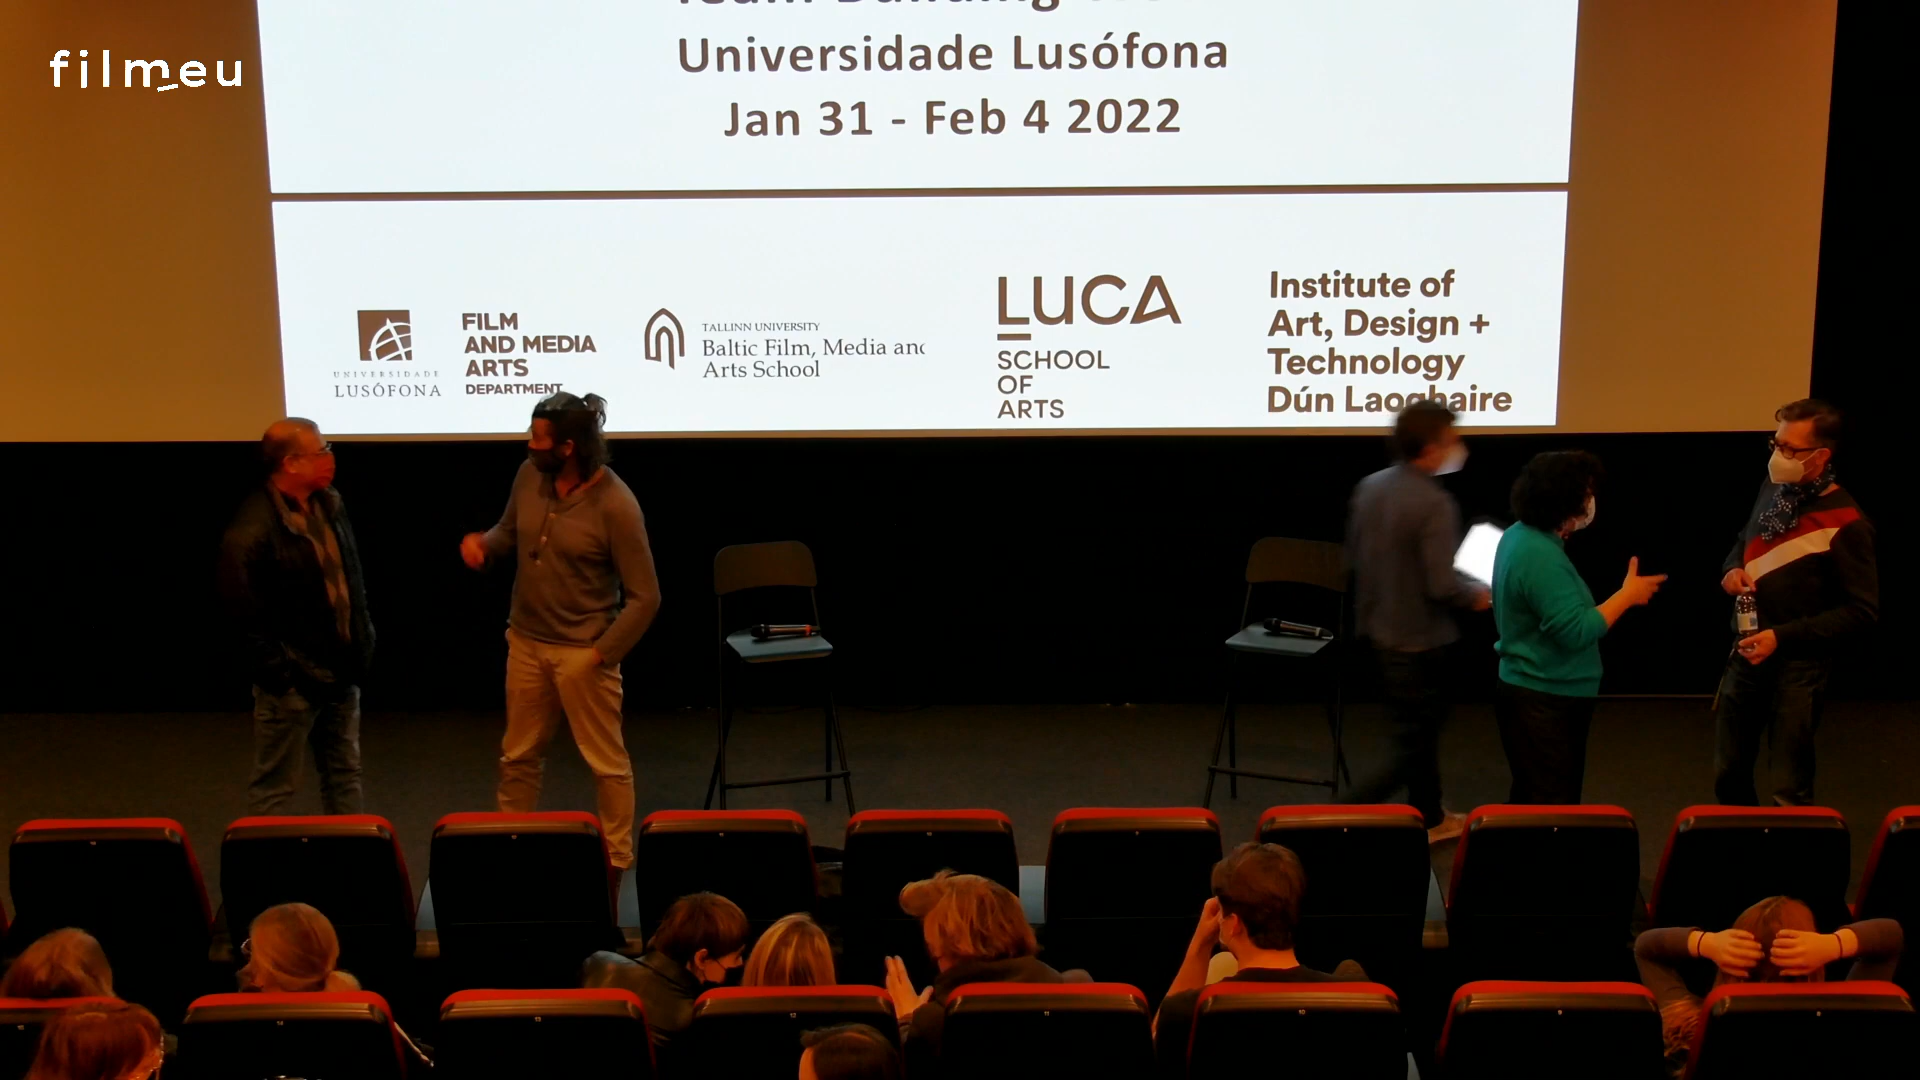 filmeu
Universidade Lusófona
Jan 31 - Feb 4 2022
UNIVERSIDADE
LUSÓFONA
FILM
AND MEDIA
ARTS
DEPARTMENT
TALLINN UNIVERSITY
Baltic Film, Media and
Arts School
LUCA
SCHOOL
OF
ARTS
Institute of
Art, Design +
Technology
Dún Laoghaire